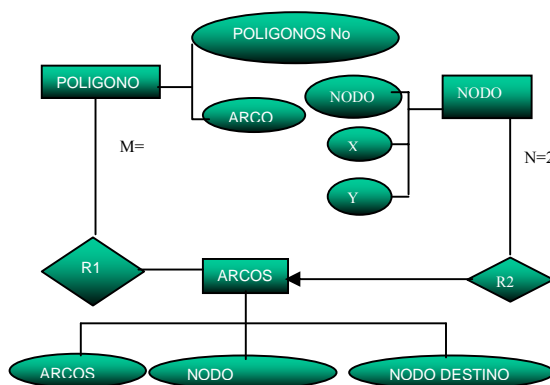 POLIGONOS No
POLIGONO
NODO
NODO
ARCO
M=
X
N=2
Y
R1
ARCOS
R2
ARCOS
NODO
NODO DESTINO